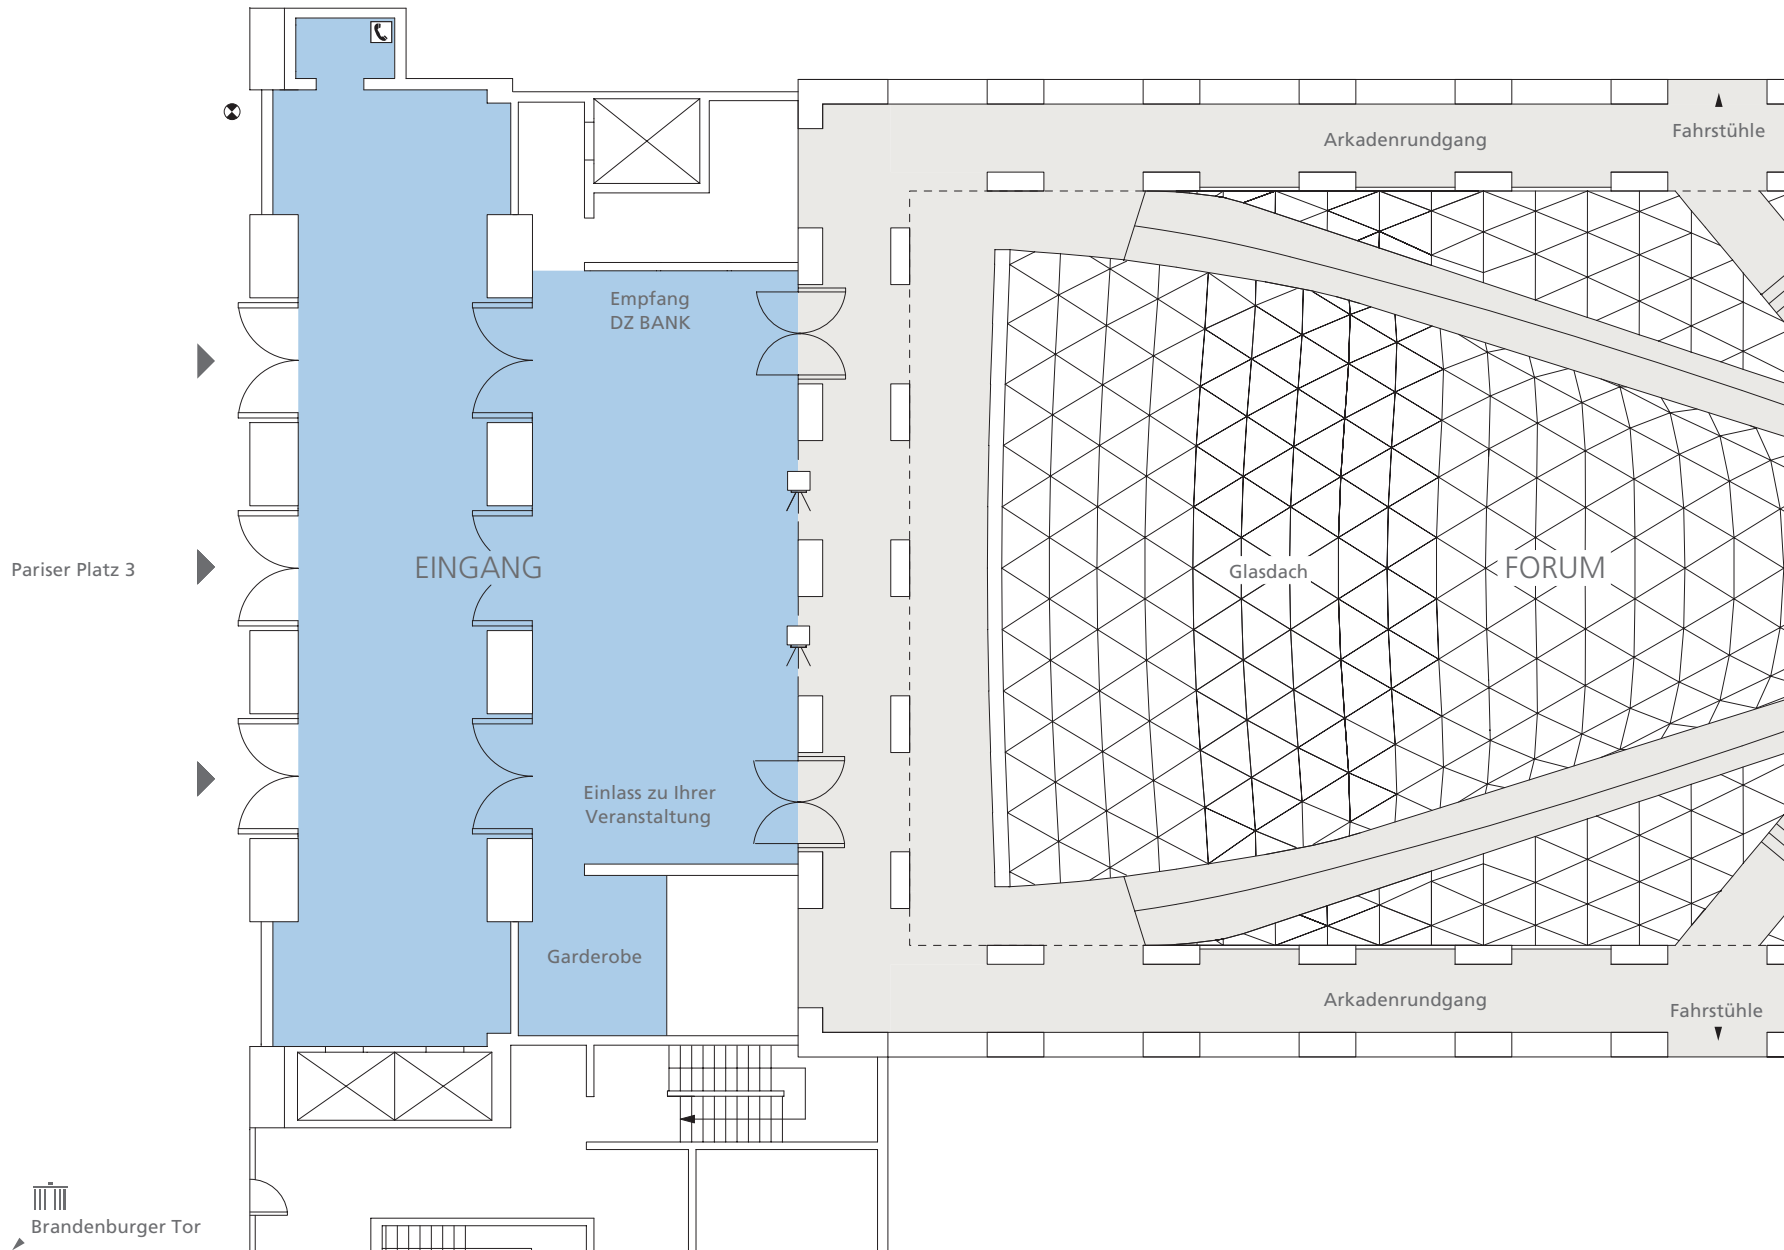 Fahrstühle
Arkadenrundgang
Empfang
DZ BANK
Pariser Platz 3
EINGANG
Glasdach
FORUM
Einlass zu Ihrer
Veranstaltung
Garderobe
Arkadenrundgang
Fahrstühle
Brandenburger Tor